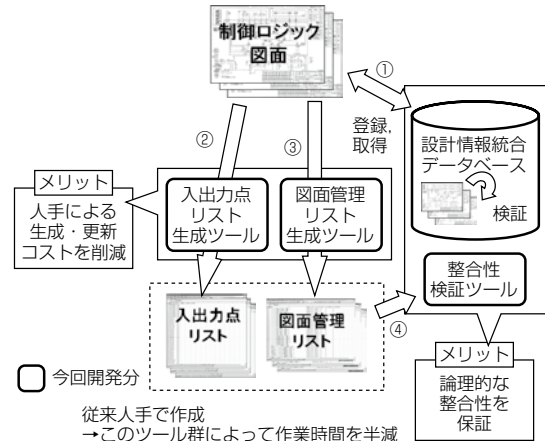 制御ロジック
図面
①
②
③
登録,
取得
設計情報統合
データベース
検証
メリット
人手による
生成・更新
コストを削減
入出力点
リスト
生成ツール
図面管理
リスト
生成ツール
整合性
検証ツール
入出力点
リスト
図面管理
リスト
④
メリット
論理的な
整合性を
保証
今回開発分
従来人手で作成
→このツール群によって作業時間を半減